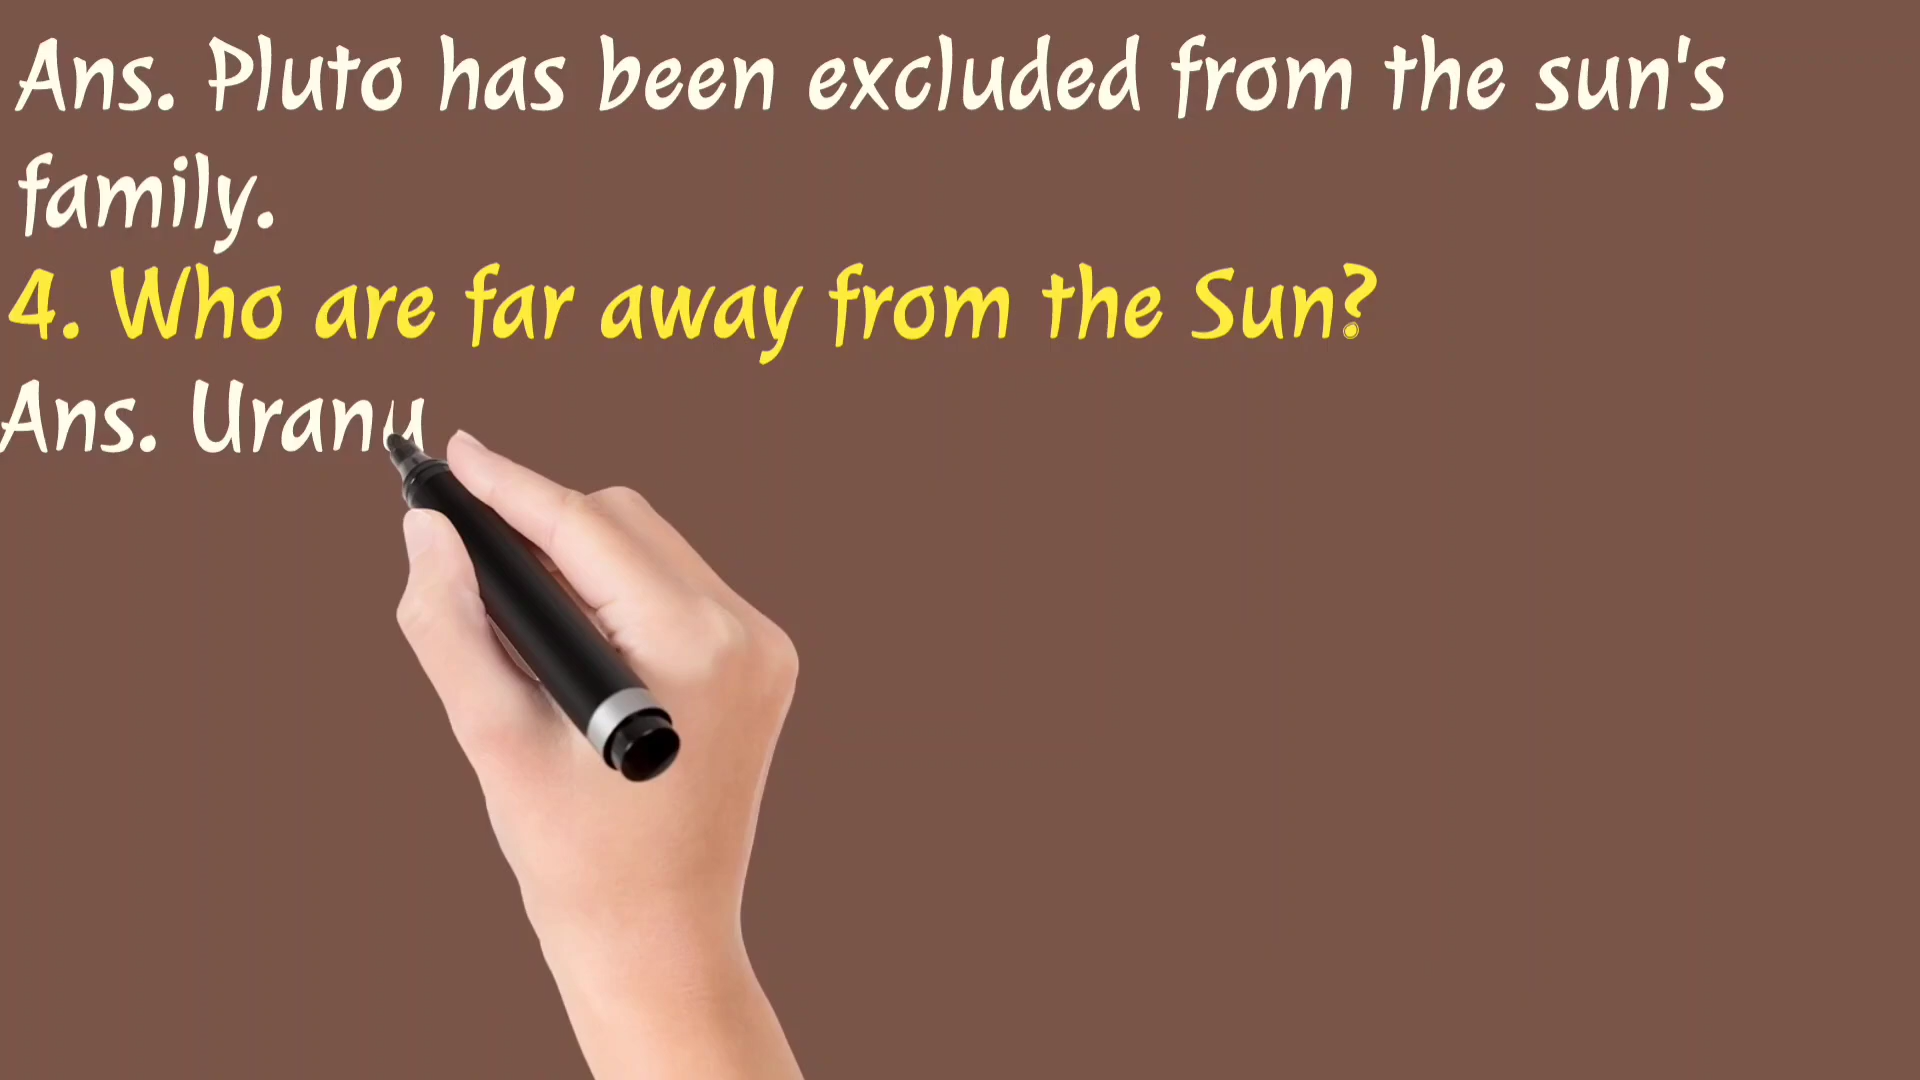 Ans. Pluto has been excluded from the sun's
family.
4. Who are far away from the Sun?
Ans. Uranu